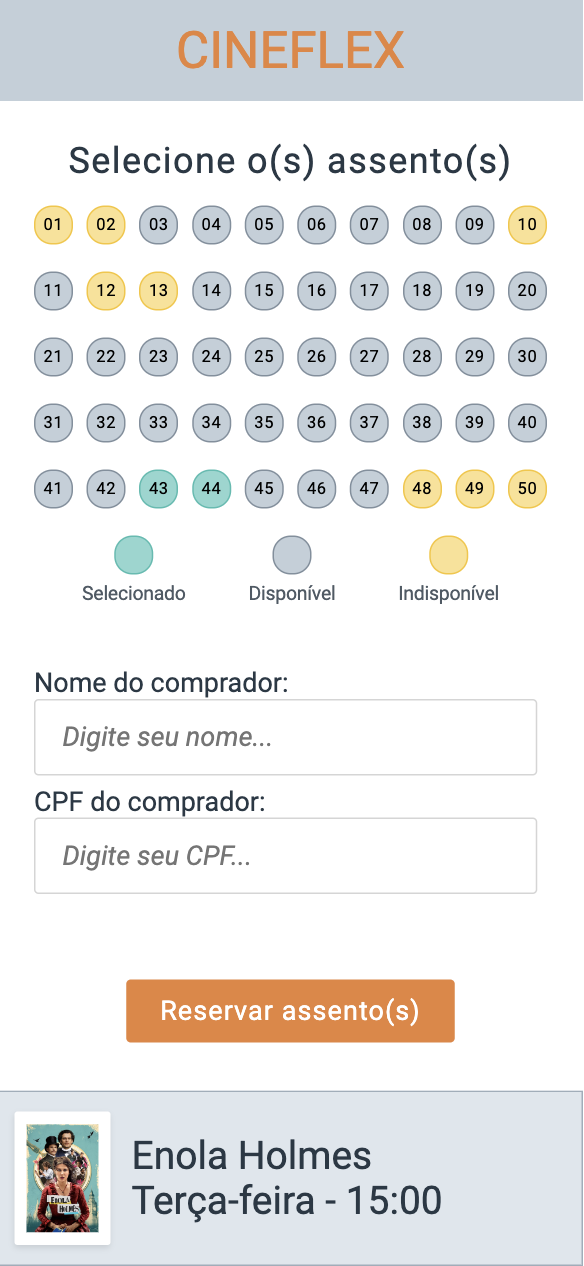 CINEFLEX
Selecione o(s) assento(s)
01 02 03 04 05 06 07 08 09 10
11 12 13 14 15 16 17 18 19 20
21 22 23 24 25 26 27 28 29 30
31 32 33 34 35 36 37 38 39 40
41 42 43 44 45 46 47 48 49 50
Selecionado Disponível Indisponível
Nome do comprador:
Digite seu nome...
CPF do comprador:
Digite seu CPF...
Reservar assento(s)
Enola Holmes
Terça-feira - 15:00
ENOLA
HOLMES